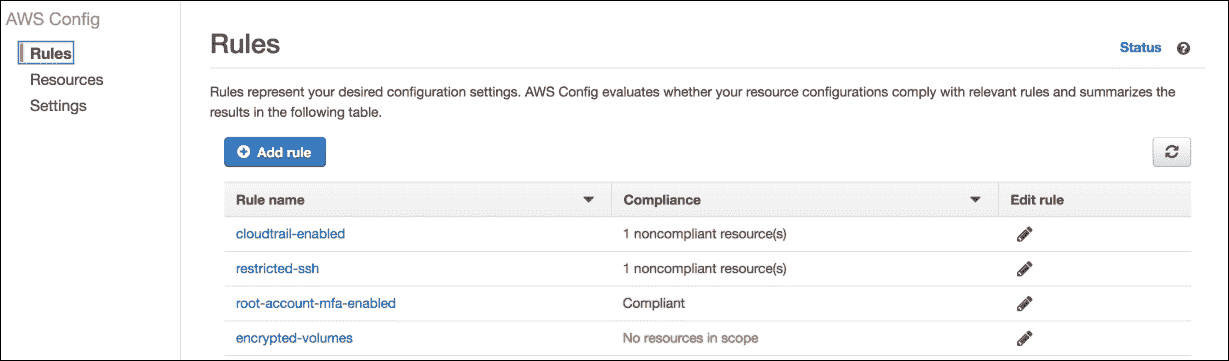 AWS Config
Rules
Resources
Settings
Rules
Status
Rules represent your desired configuration settings. AWS Config evaluates whether your resource configurations comply with relevant rules and summarizes the
results in the following table.
Add rule
Rule name Compliance Edit rule
cloudtrail-enabled 1 noncompliant resource(s)
restricted-ssh 1 noncompliant resource(s)
root-account-mfa-enabled Compliant
encrypted-volumes No resources in scope